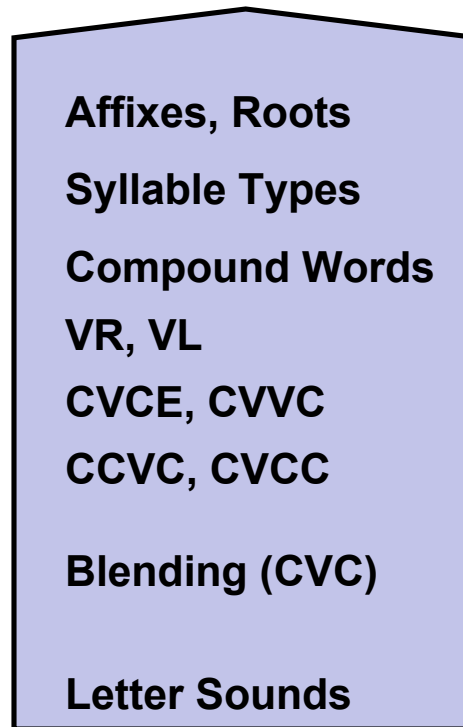 Affixes, Roots
Syllable Types
Compound Words
VR, VL
CVCE, CVVC
CCVC, CVCC
Blending (CVC)
Letter Sounds